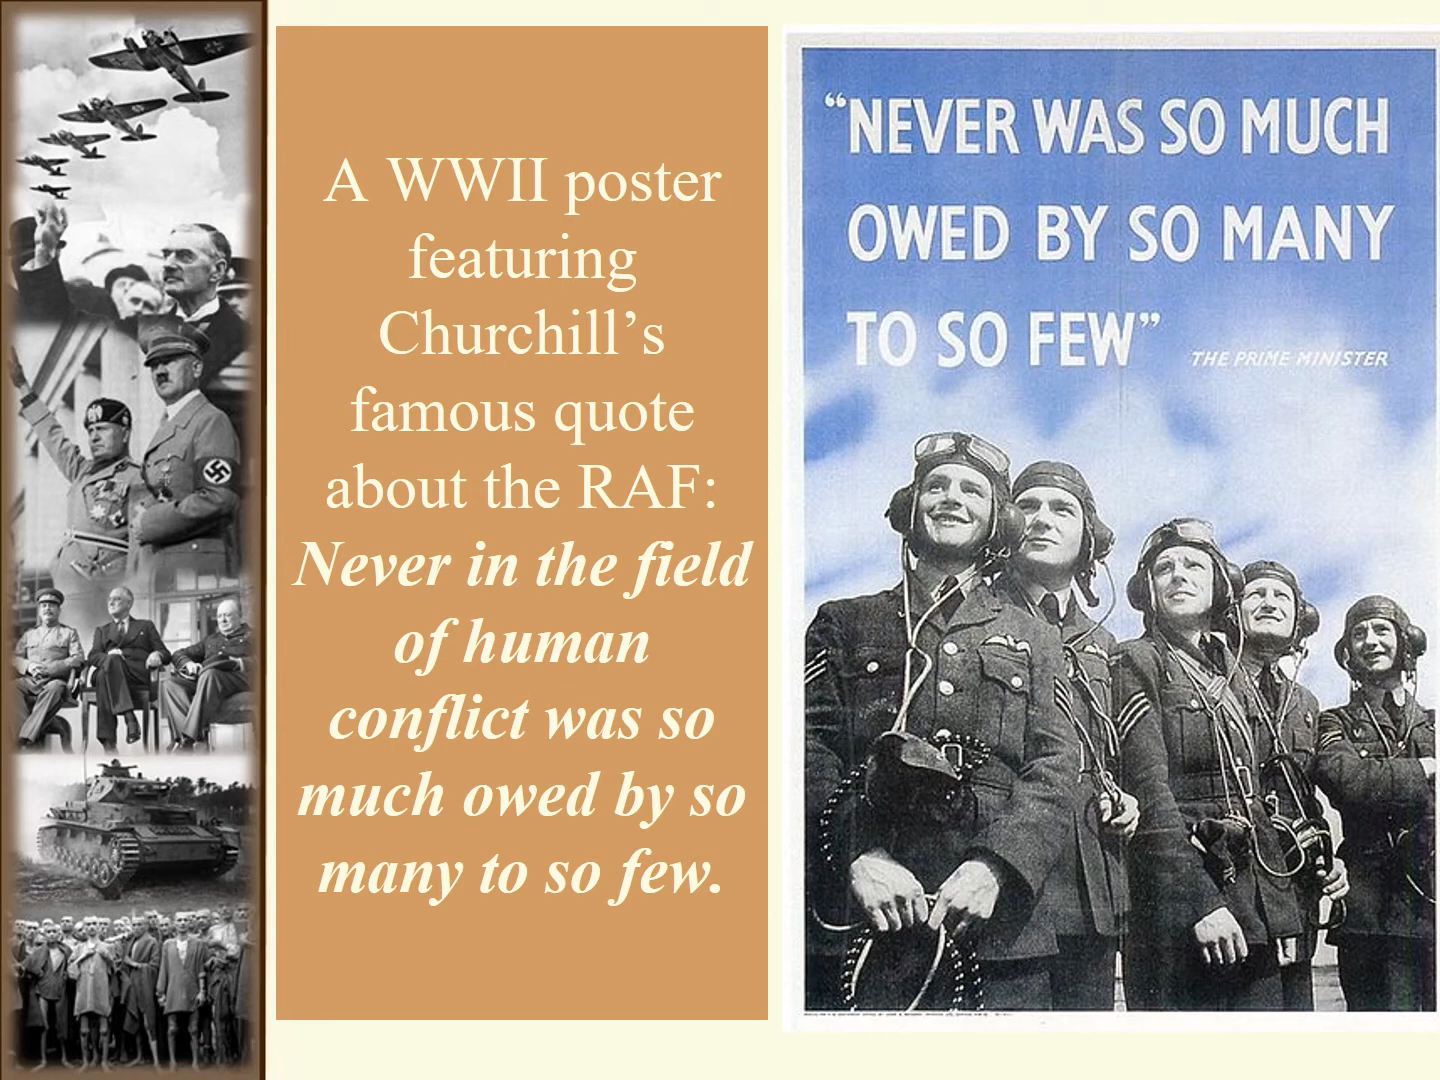 A WWII poster
featuring
Churchill’s
famous quote
about the RAF:
Never in the field
of human
conflict was so
much owed by so
many to so few.
“NEVER WAS SO MUCH
OWED BY SO MANY
TO SO FEW”
THE PRIME MINISTER